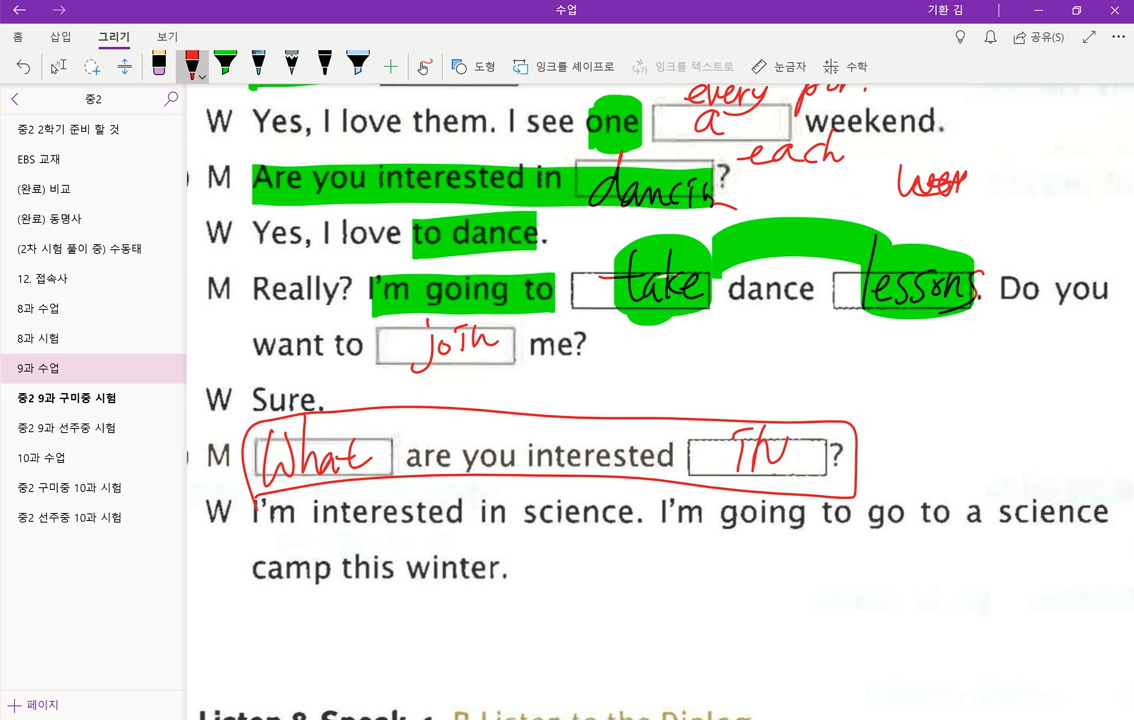 수업
기환 김
홈 삽입 그리기 보기
공유(S)
도형 잉크를 셰이프로 잉크를 텍스트로 눈금자 수학
중2
중2 2학기 준비 할 것
EBS 교재
(완료) 비교
(완료) 동명사
(2차 시험 풀이 중) 수동태
12. 접속사
8과 수업
8과 시험
9과 수업
중2 9과 구미중 시험
중2 9과 선주중 시험
10과 수업
중2 구미중 10과 시험
중2 선주중 10과 시험
페이지
every
W Yes, I love them. I see one a weekend.
each
M Are you interested in dancin?
W Yes, I love to dance.
M Really? I'm going to take dance lessons. Do you
want to join me?
W Sure.
M What are you interested in?
W I'm interested in science. I'm going to go to a science
camp this winter.